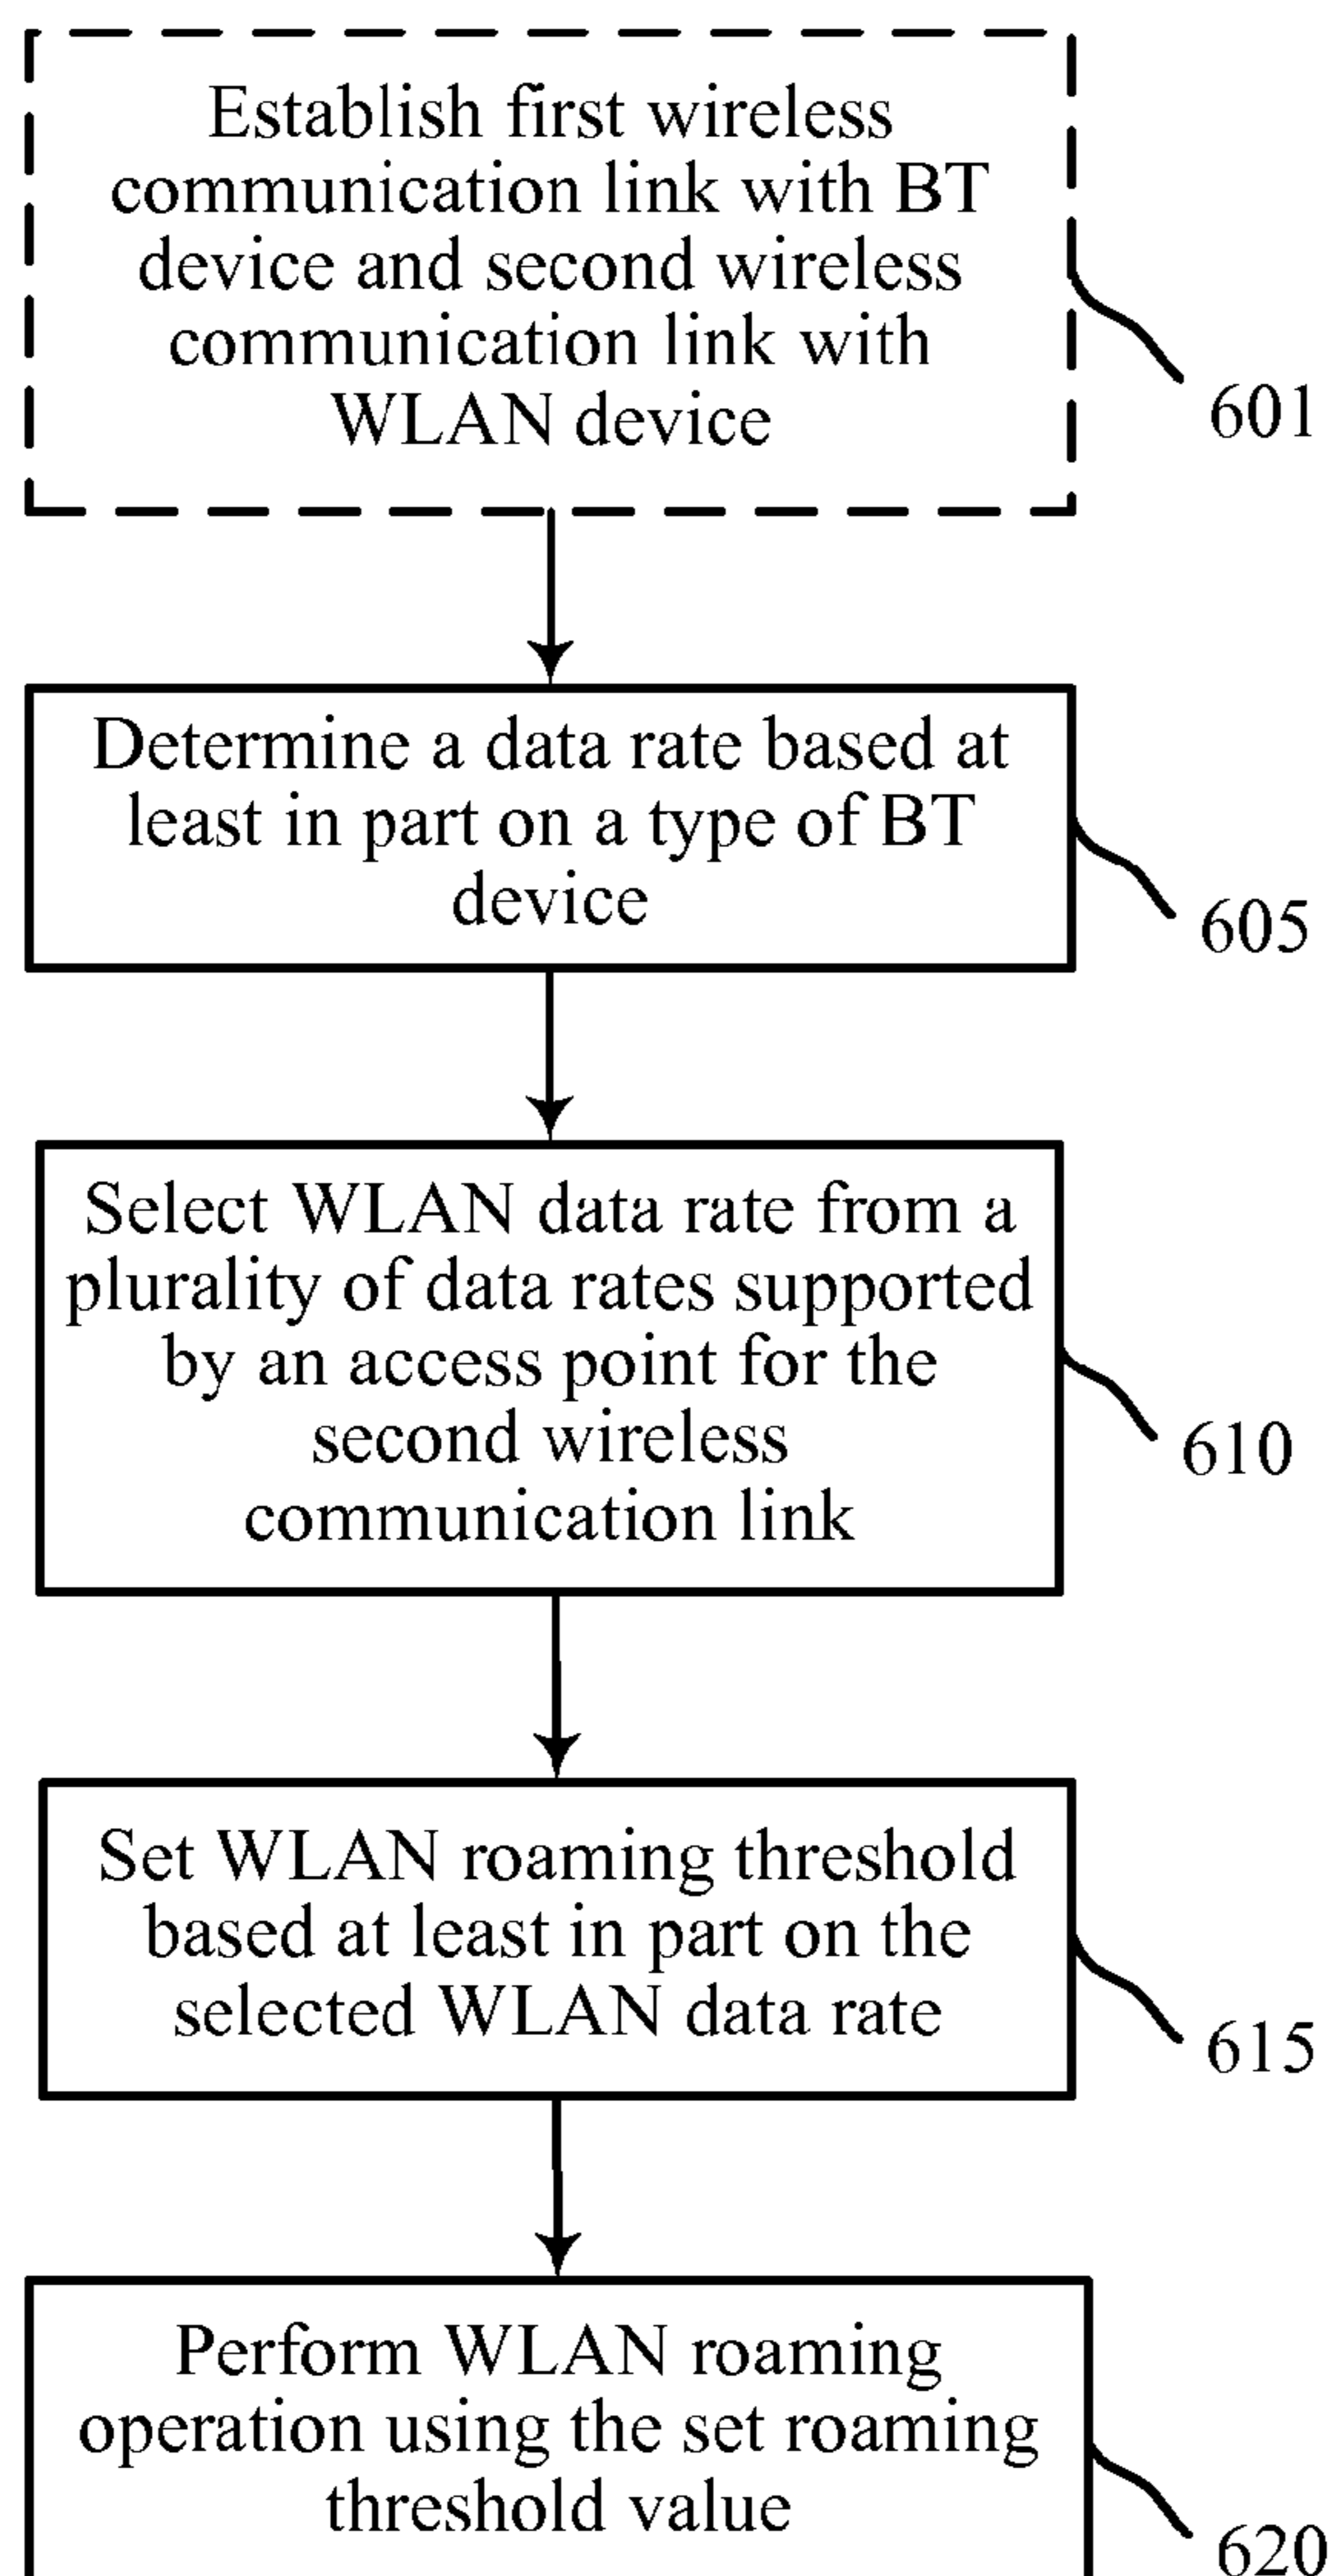 Establish first wireless
communication link with BT
device and second wireless
communication link with
WLAN device
601
Determine a data rate based at
least in part on a type of BT
device
605
Select WLAN data rate from a
plurality of data rates supported
by an access point for the
second wireless
communication link
610
Set WLAN roaming threshold
based at least in part on the
selected WLAN data rate
615
Perform WLAN roaming
operation using the set roaming
threshold value
620